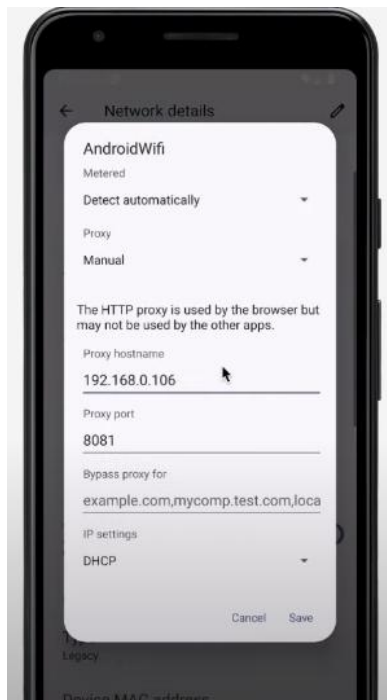 Network details
AndroidWifi
Metered
Detect automatically
Proxy
Manual
The HTTP proxy is used by the browser but
may not be used by the other apps.
Proxy hostname
192.168.0.106
Proxy port
8081
Bypass proxy for
example.com,mycomp.test.com,loca
IP settings
DHCP
Cancel Save
Legacy
Device MAC address